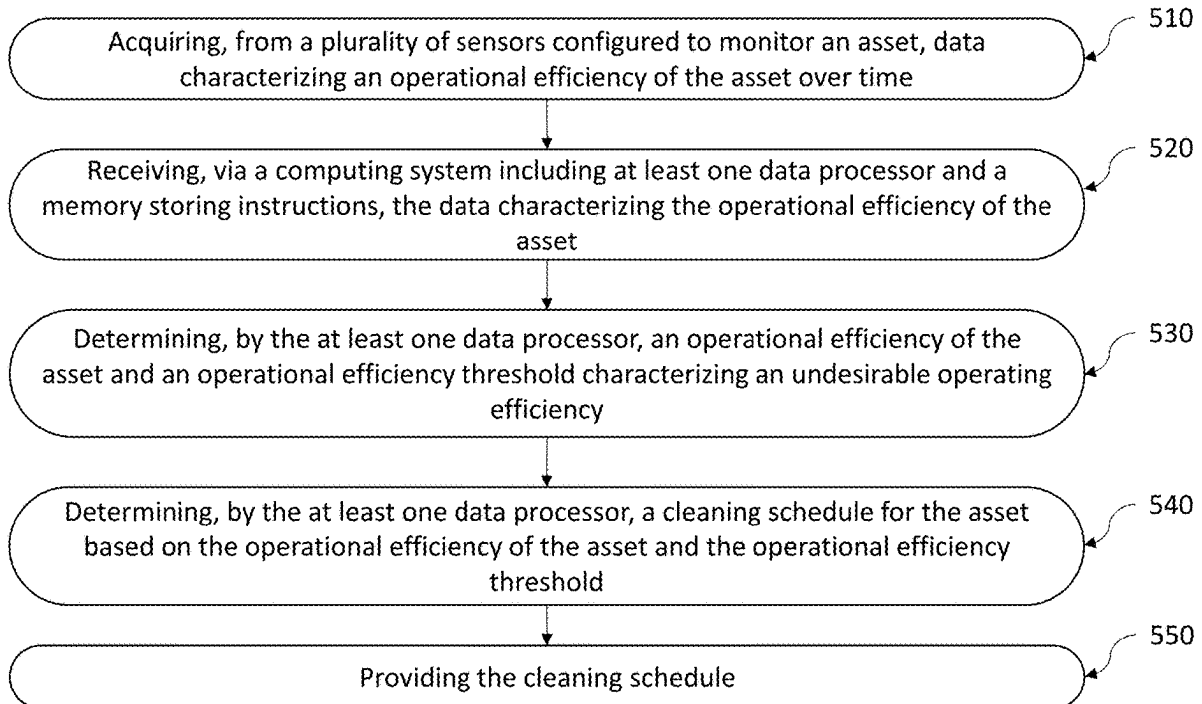 510
Acquiring, from a plurality of sensors configured to monitor an asset, data
characterizing an operational efficiency of the asset over time
520
Receiving, via a computing system including at least one data processor and a
memory storing instructions, the data characterizing the operational efficiency of the
asset
530
Determining, by the at least one data processor, an operational efficiency of the
asset and an operational efficiency threshold characterizing an undesirable operating
efficiency
540
Determining, by the at least one data processor, a cleaning schedule for the asset
based on the operational efficiency of the asset and the operational efficiency
threshold
550
Providing the cleaning schedule